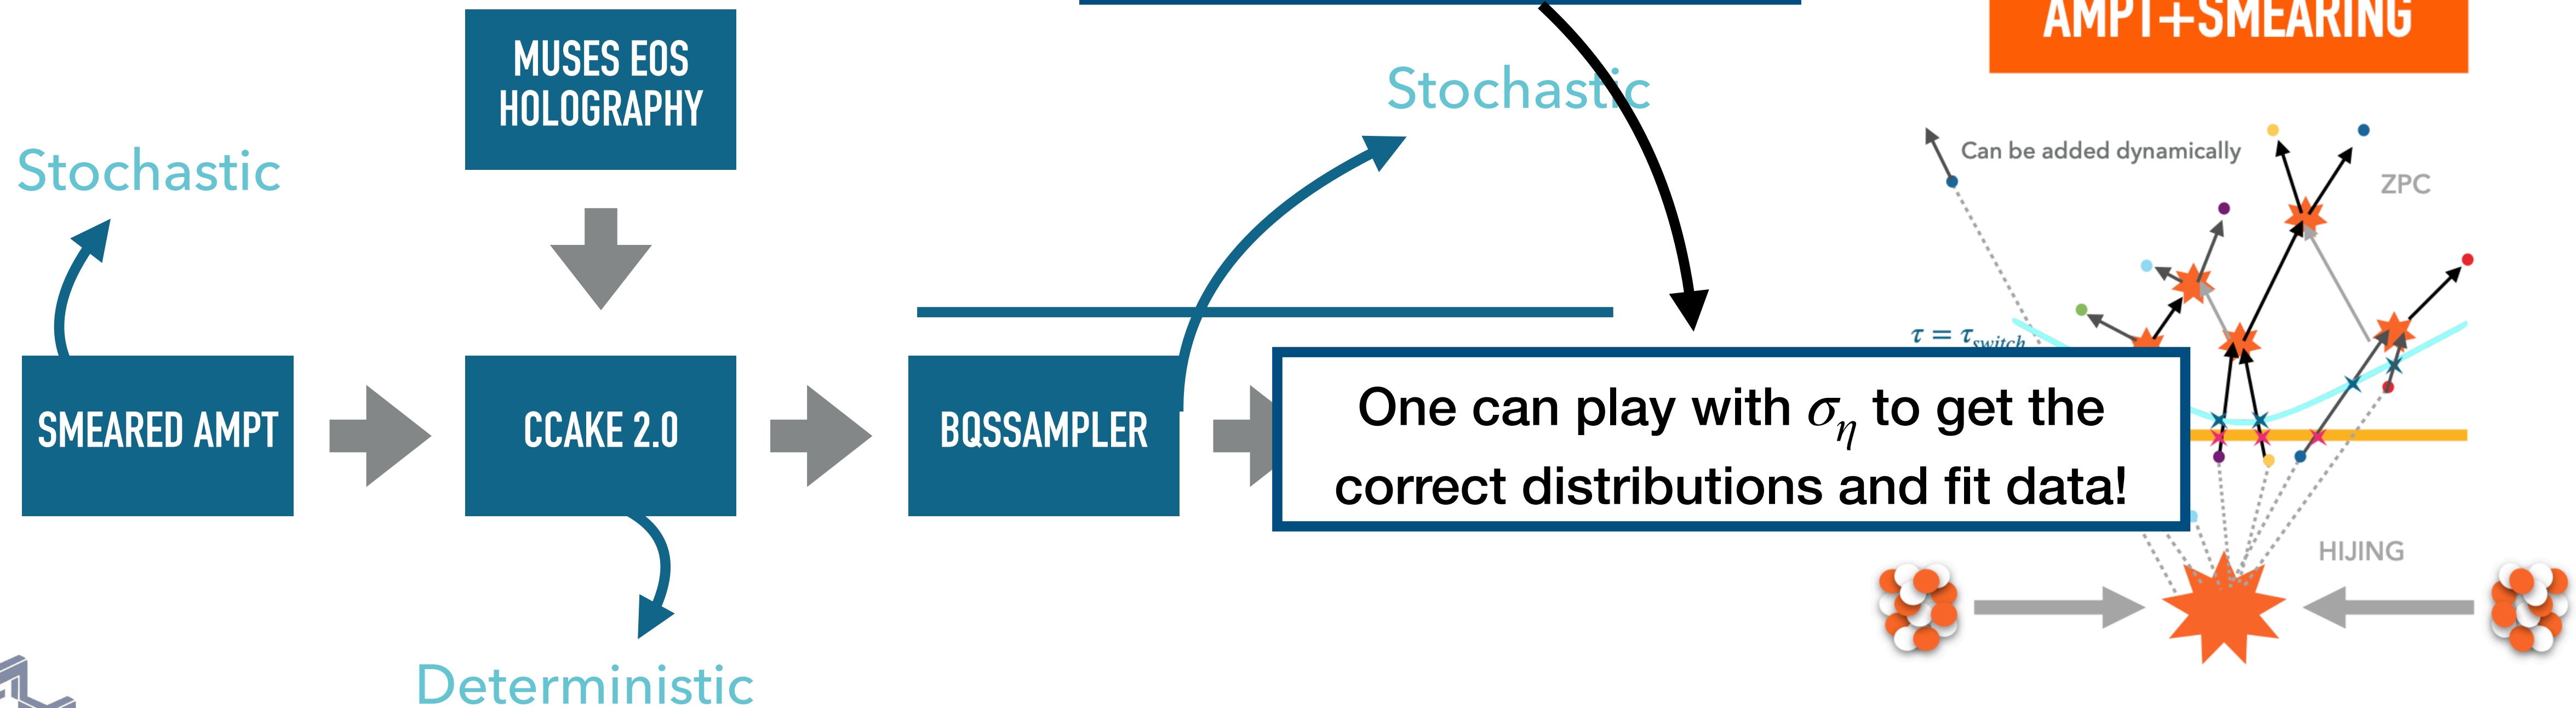 AMPT+SMEARING
MUSES EOS
HOLOGRAPHY
Stochastic
Stochastic
Can be added dynamically
ZPC
τ = τ_switch
SMEARED AMPT
CCAKE 2.0
BQSSAMPLER
One can play with σ_η to get the
correct distributions and fit data!
HIJING
Deterministic